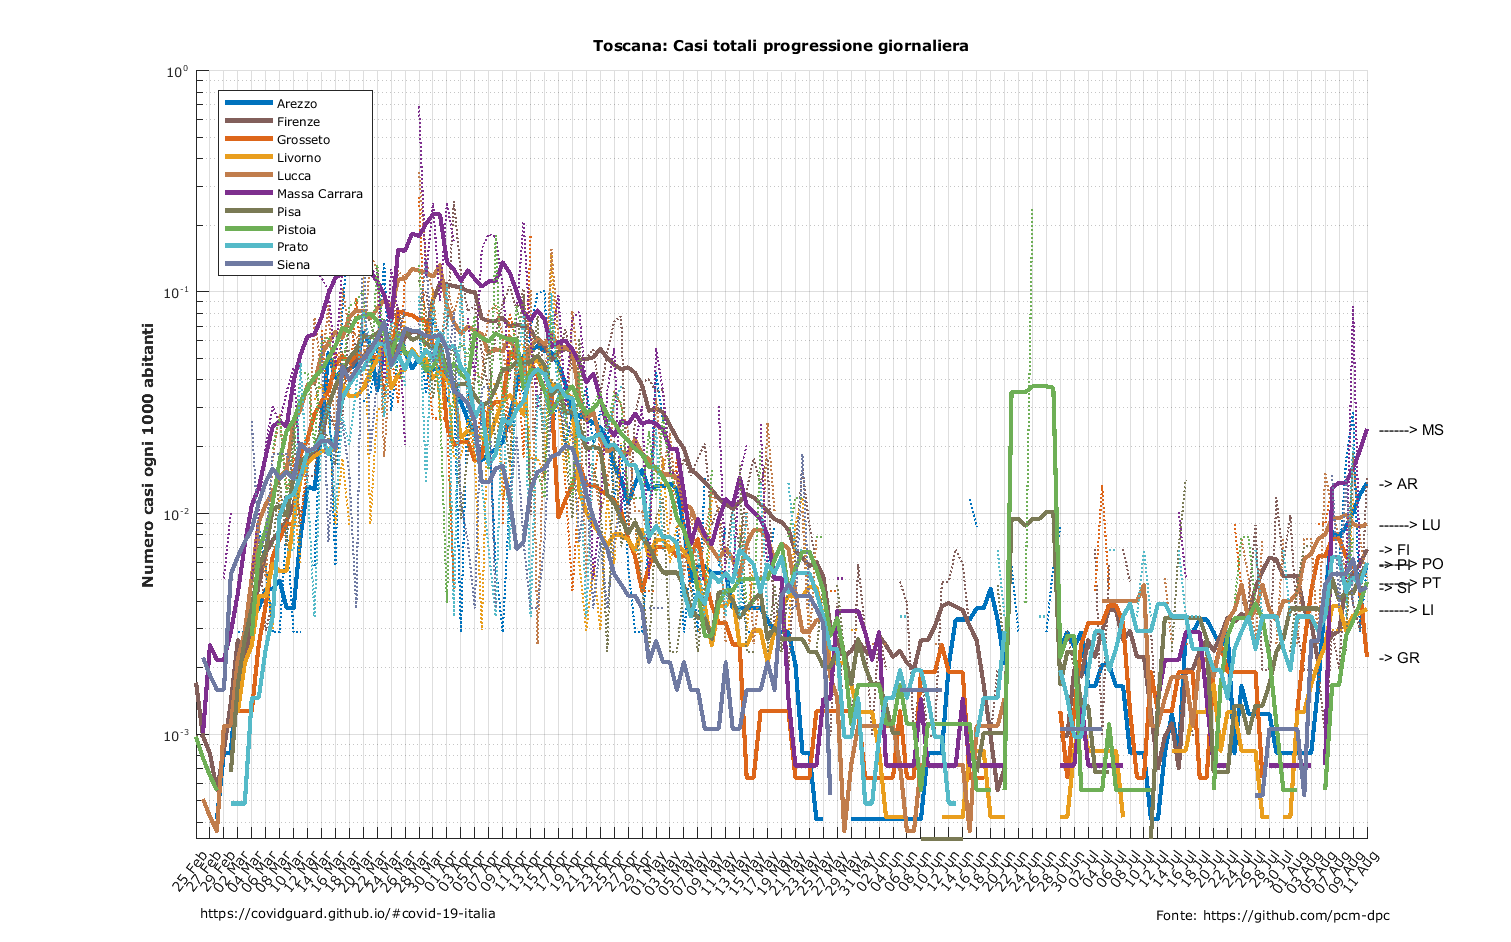 Toscana: Casi totali progressione giornaliera
Numero casi ogni 1000 abitanti
10^0
10^-1
10^-2
10^-3
Arezzo
Firenze
Grosseto
Livorno
Lucca
Massa Carrara
Pisa
Pistoia
Prato
Siena
------> MS
-> AR
------> LU
-> FI
------> PO
-> PI
------> PT
-> SI
------> LI
-> GR
25 Feb
27 Feb
29 Feb
02 Mar
04 Mar
06 Mar
08 Mar
10 Mar
12 Mar
14 Mar
16 Mar
18 Mar
20 Mar
22 Mar
24 Mar
26 Mar
28 Mar
30 Mar
01 Apr
03 Apr
05 Apr
07 Apr
09 Apr
11 Apr
13 Apr
15 Apr
17 Apr
19 Apr
21 Apr
23 Apr
25 Apr
27 Apr
29 Apr
01 May
03 May
05 May
07 May
09 May
11 May
13 May
15 May
17 May
19 May
21 May
23 May
25 May
27 May
29 May
31 May
02 Jun
04 Jun
06 Jun
08 Jun
10 Jun
12 Jun
14 Jun
16 Jun
18 Jun
20 Jun
22 Jun
24 Jun
26 Jun
28 Jun
30 Jun
02 Jul
04 Jul
06 Jul
08 Jul
10 Jul
12 Jul
14 Jul
16 Jul
18 Jul
20 Jul
22 Jul
24 Jul
26 Jul
28 Jul
30 Jul
01 Aug
03 Aug
05 Aug
07 Aug
09 Aug
11 Aug
https://covidguard.github.io/#covid-19-italia
Fonte: https://github.com/pcm-dpc